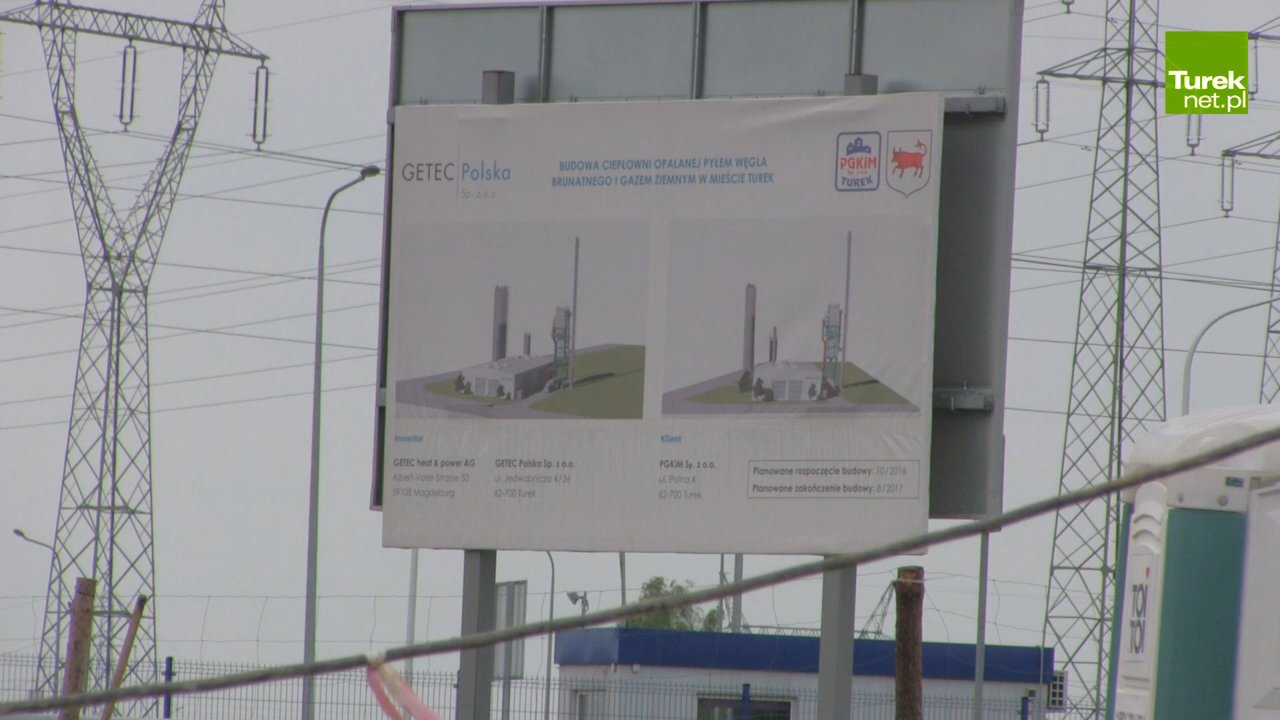 Turek
net.pl
GETEC Polska
Sp. z o.o.
BUDOWA CIEPŁOWNI OPALANEJ PYŁEM WĘGLA
BRUNATNEGO I GAZEM ZIEMNYM W MIEŚCIE TUREK
PGKIM
Sp. z o.o.
TUREK
Inwestor
GETEC heat & power AG
Albert-Vater-Strasse 50
39108 Magdeburg
GETEC Polska Sp. z o.o.
ul. Jedwabnicza 4/36
62-700 Turek
Klient
PGKIM Sp. z o.o.
ul. Polna 4
62-700 Turek
Planowane rozpoczęcie budowy: 10/2016
Planowane zakończenie budowy: 8/2017
TOI
TOI